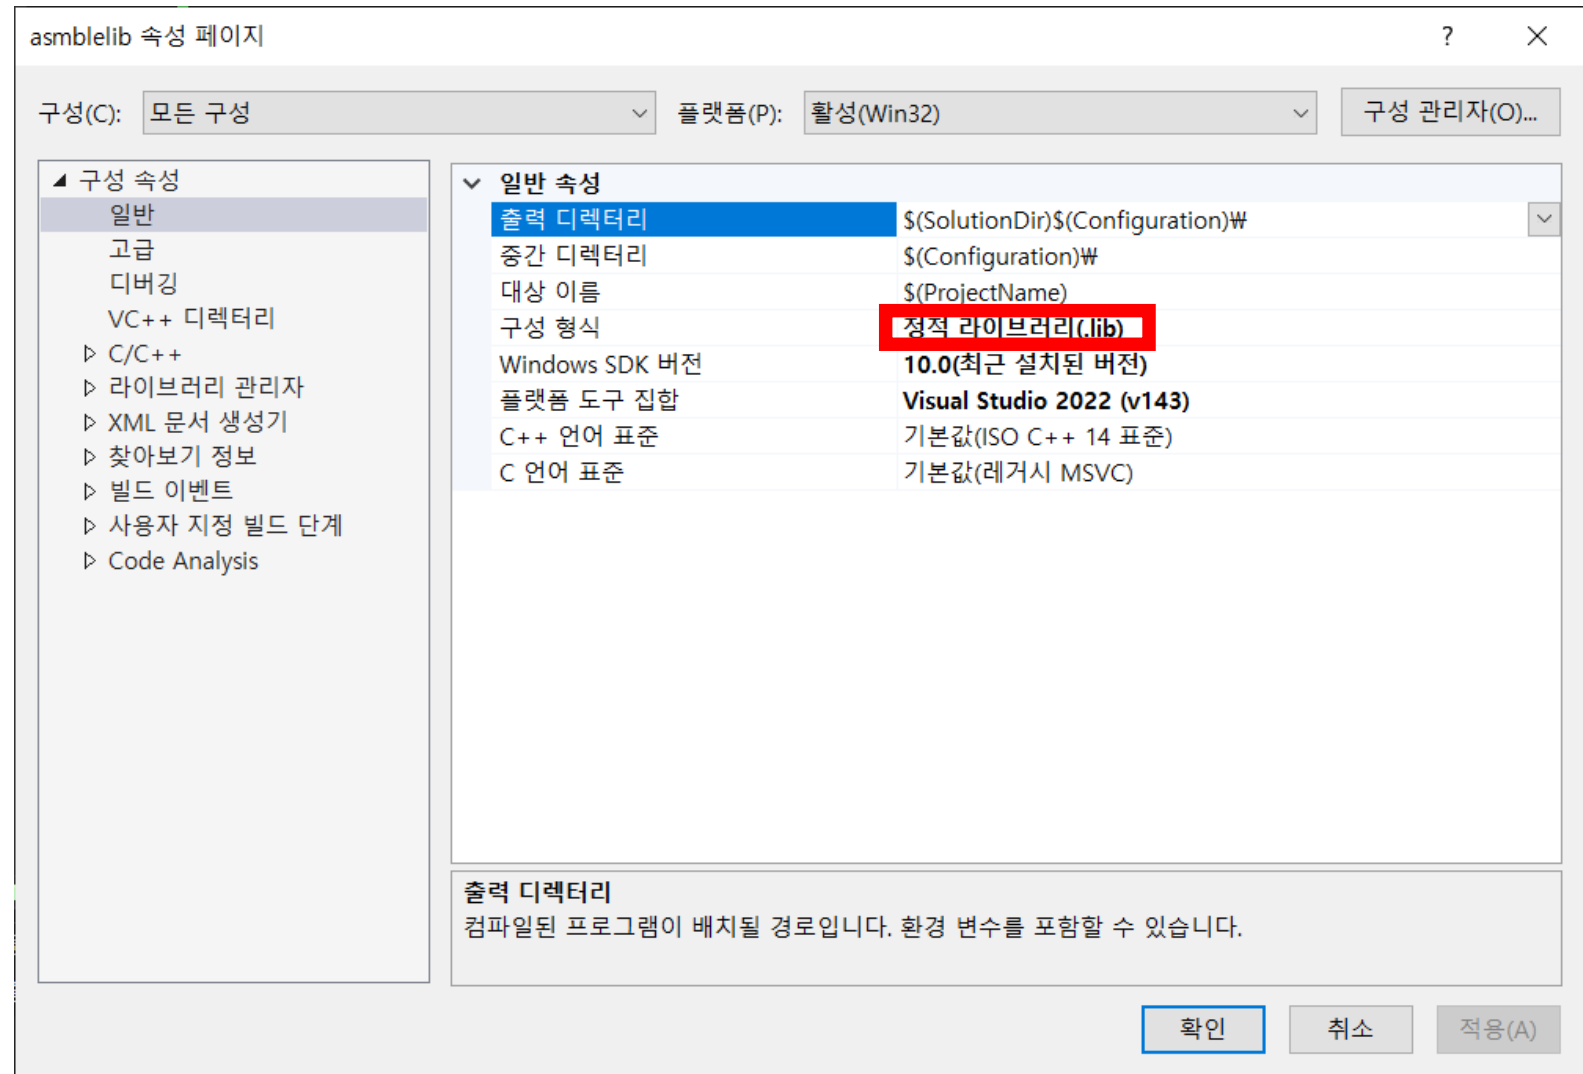 asmblelib 속성 페이지
?
구성(C): 모든 구성 플랫폼(P): 활성(Win32) 구성 관리자(O)...
구성 속성
일반
고급
디버깅
VC++ 디렉터리
C/C++
라이브러리 관리자
XML 문서 생성기
찾아보기 정보
빌드 이벤트
사용자 지정 빌드 단계
Code Analysis
일반 속성
출력 디렉터리 $(SolutionDir)$(Configuration)₩
중간 디렉터리 $(Configuration)₩
대상 이름 $(ProjectName)
구성 형식 정적 라이브러리(.lib)
Windows SDK 버전 10.0(최근 설치된 버전)
플랫폼 도구 집합 Visual Studio 2022 (v143)
C++ 언어 표준 기본값(ISO C++ 14 표준)
C 언어 표준 기본값(레거시 MSVC)
출력 디렉터리
컴파일된 프로그램이 배치될 경로입니다. 환경 변수를 포함할 수 있습니다.
확인 취소 적용(A)